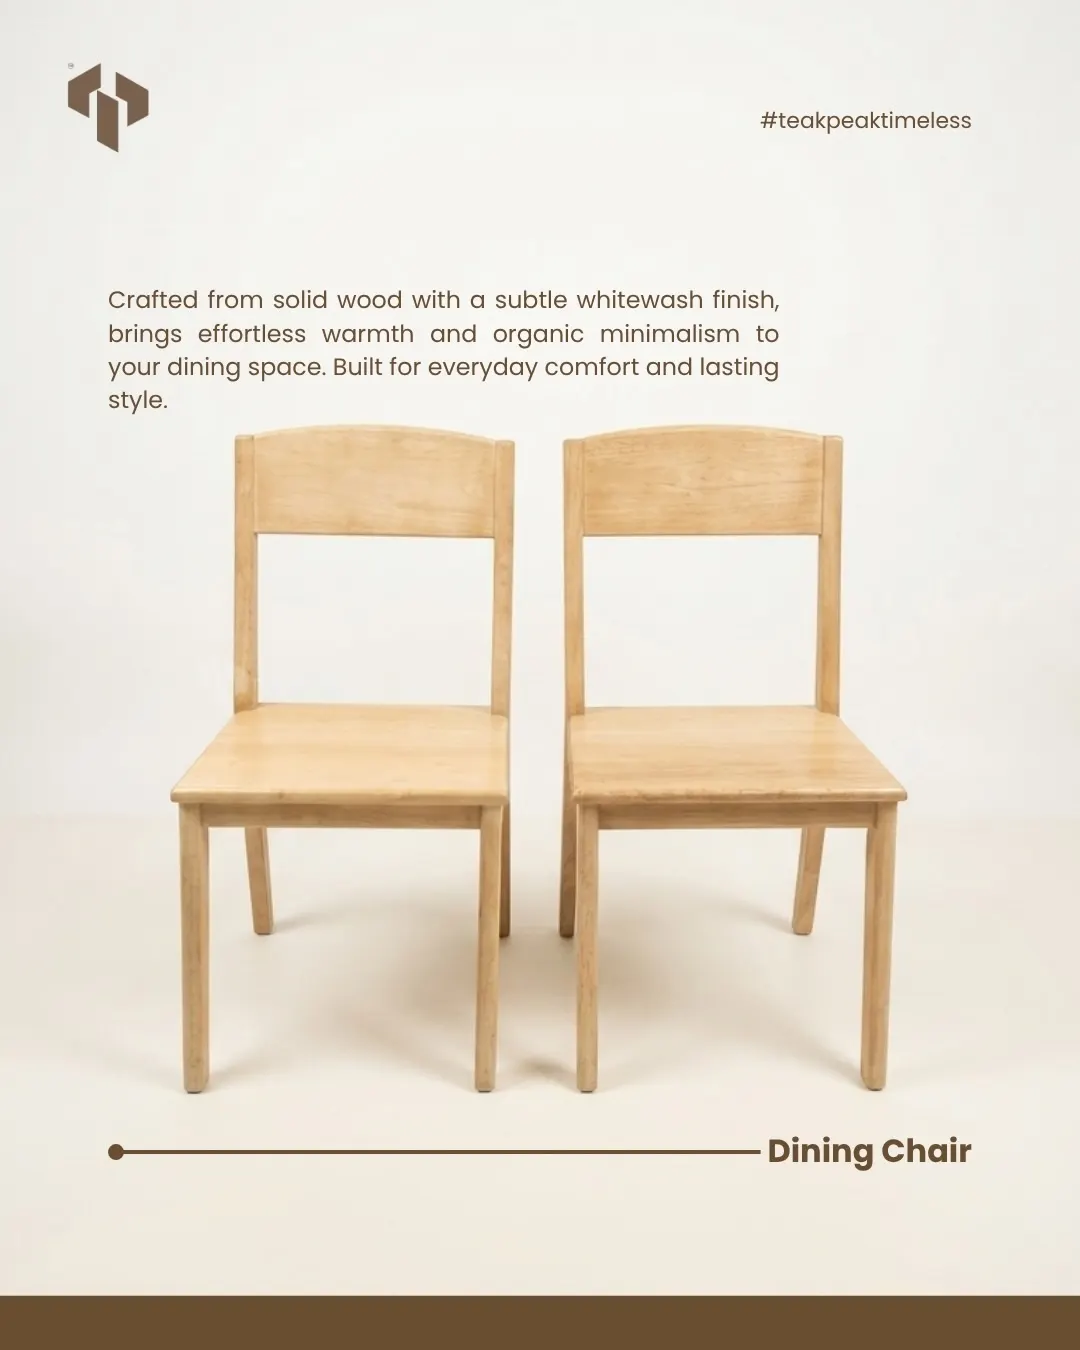 #teakpeaktimeless
Crafted from solid wood with a subtle whitewash finish,
brings effortless warmth and organic minimalism to
your dining space. Built for everyday comfort and lasting
style.
Dining Chair